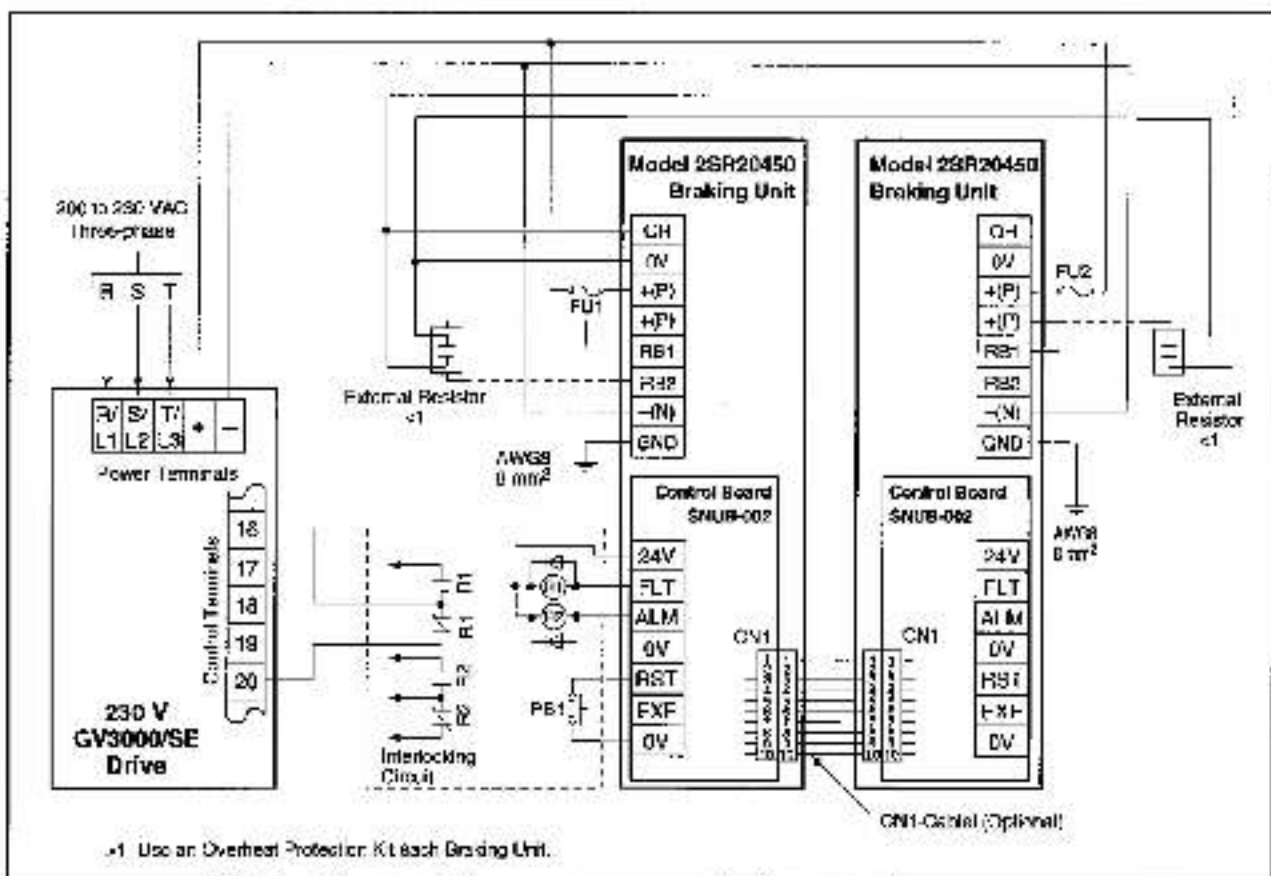 Model 2SR20450
Braking Unit
Model 2SR20450
Braking Unit
200 to 230 VAC
Three-phase
R S T
OH
0V
+(P)
+(P)
RB1
RB2
–(N)
GND
FU1
OH
0V
+(P)
+(P)
RB1
RB2
–(N)
GND
FU2
External Resistor
External
Resistor
R/ S/ T/ + –
L1 L2 L3
Power Terminals
AWG8
8 mm²
AWG8
8 mm²
Control Terminals
16
17
18
19
20
230 V
GV3000/SE
Drive
R1
R1
R2
R2
Interlocking
Circuit
PB1
Control Board
SNUB-002
24V
FLT
ALM
0V
RST
EXF
0V
CN1
Control Board
SNUB-002
24V
FLT
ALM
0V
RST
EXF
0V
CN1
CN1-Cable (Optional)
Use an Overheat Protection Kit each Braking Unit.